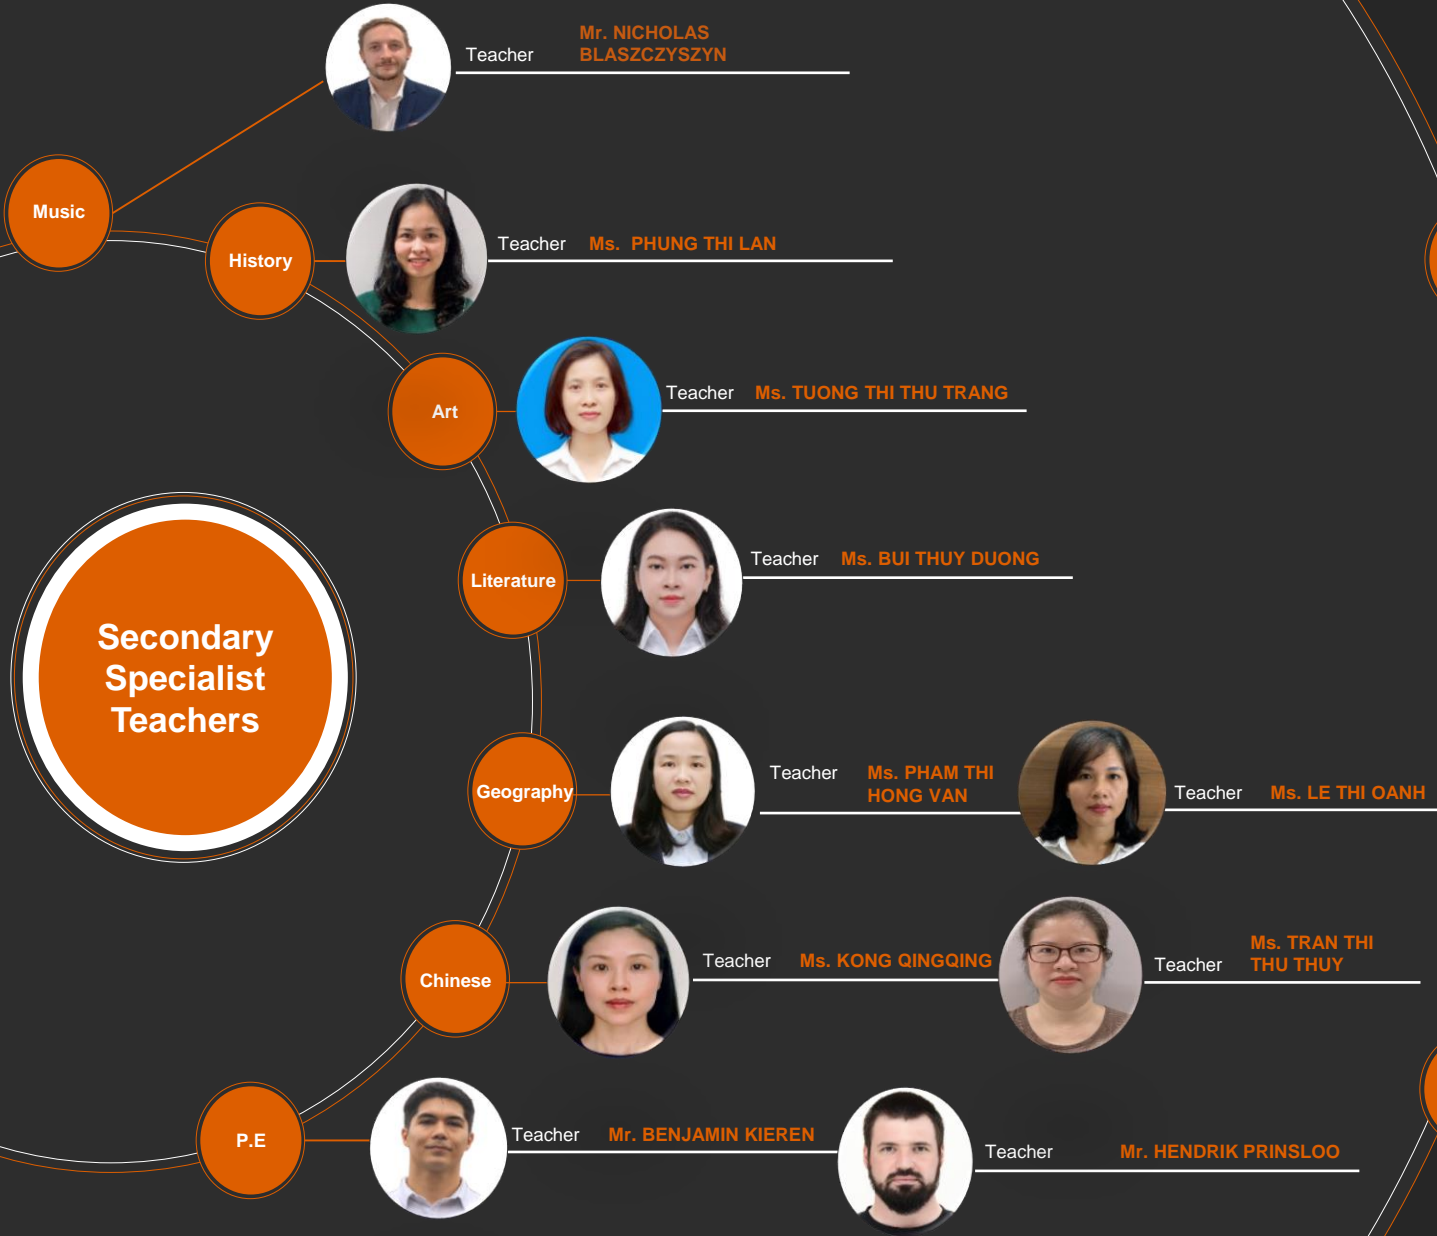 Mr. NICHOLAS
BLASZCZYSZYN
Teacher
Music
History
Teacher Ms. PHUNG THI LAN
Art
Teacher Ms. TUONG THI THU TRANG
Literature
Teacher Ms. BUI THUY DUONG
Secondary
Specialist
Teachers
Geography
Teacher Ms. PHAM THI
HONG VAN
Teacher Ms. LE THI OANH
Chinese
Teacher Ms. KONG QINGQING
Teacher Ms. TRAN THI
THU THUY
P.E
Teacher Mr. BENJAMIN KIEREN
Teacher Mr. HENDRIK PRINSLOO